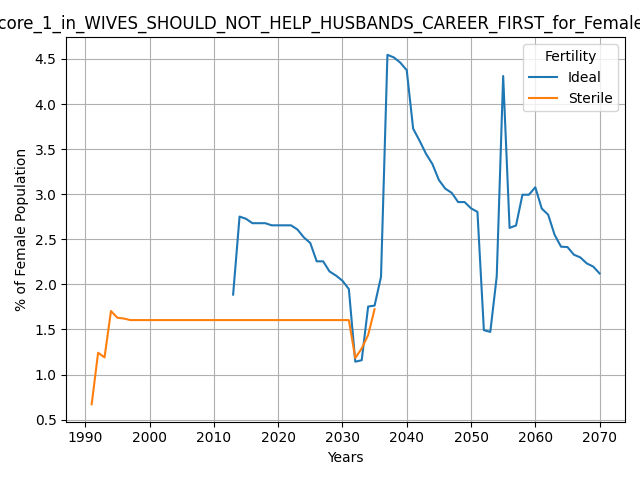 core_1_in_WIVES_SHOULD_NOT_HELP_HUSBANDS_CAREER_FIRST_for_Female
Fertility
Ideal
Sterile
% of Female Population
4.5
4.0
3.5
3.0
2.5
2.0
1.5
1.0
0.5
1990 2000 2010 2020 2030 2040 2050 2060 2070
Years